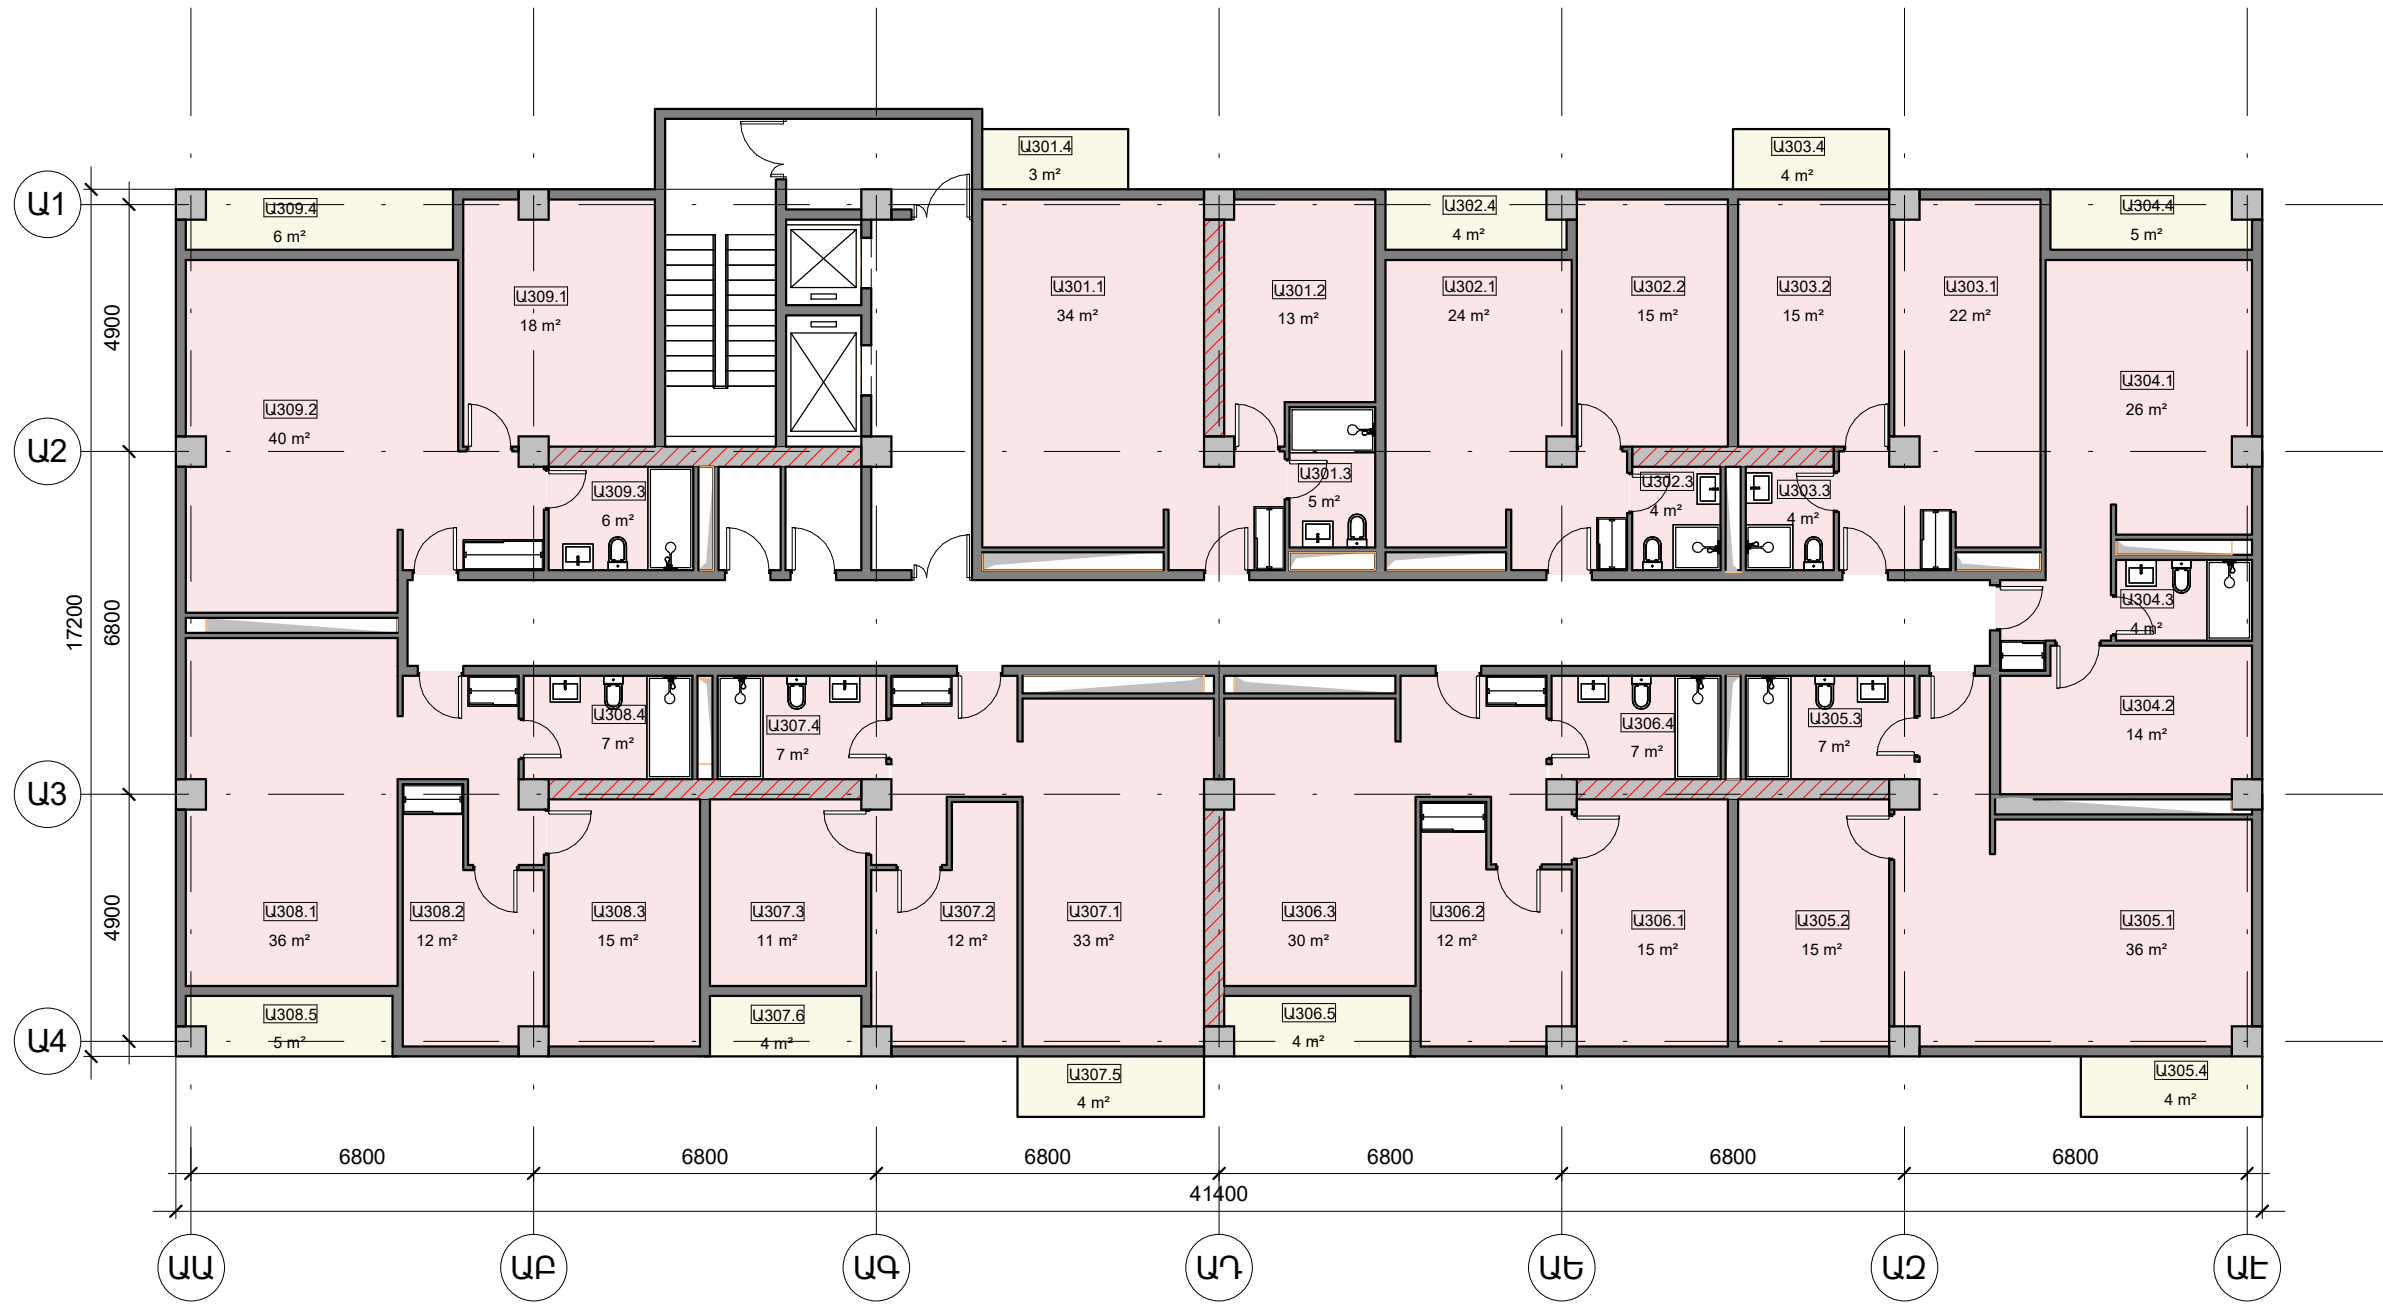 Ա301.4
3 m²
Ա303.4
4 m²
Ա1
Ա309.4
6 m²
Ա302.4
4 m²
Ա304.4
5 m²
Ա309.1
18 m²
Ա301.1
34 m²
Ա301.2
13 m²
Ա302.1
24 m²
Ա302.2
15 m²
Ա303.2
15 m²
Ա303.1
22 m²
4900
Ա309.2
40 m²
Ա304.1
26 m²
Ա2
Ա309.3
6 m²
Ա301.3
5 m²
Ա302.3
4 m²
Ա303.3
4 m²
17200
6800
Ա304.3
4 m²
Ա308.4
7 m²
Ա307.4
7 m²
Ա306.4
7 m²
Ա305.3
7 m²
Ա304.2
14 m²
Ա3
4900
Ա308.1
36 m²
Ա308.2
12 m²
Ա308.3
15 m²
Ա307.3
11 m²
Ա307.2
12 m²
Ա307.1
33 m²
Ա306.3
30 m²
Ա306.2
12 m²
Ա306.1
15 m²
Ա305.2
15 m²
Ա305.1
36 m²
Ա308.5
5 m²
Ա307.6
4 m²
Ա306.5
4 m²
Ա4
Ա307.5
4 m²
Ա305.4
4 m²
6800
6800
6800
6800
6800
6800
41400
ԱԱ
ԱԲ
ԱԳ
ԱԴ
ԱԵ
ԱԶ
ԱԷ